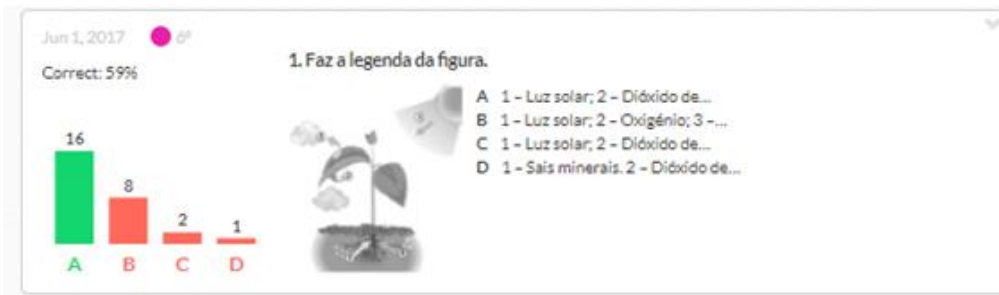 Jun 1, 2017 6º
Correct: 59%
16
8
2
1
A B C D
1. Faz a legenda da figura.
A 1 – Luz solar; 2 – Dióxido de...
B 1 – Luz solar; 2 – Oxigénio; 3 –...
C 1 – Luz solar; 2 – Dióxido de...
D 1 – Sais minerais. 2 – Dióxido de...